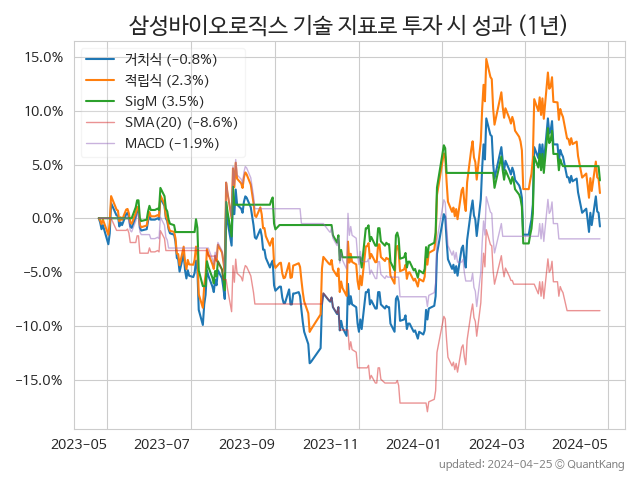 삼성바이오로직스 기술 지표로 투자 시 성과 (1년)
15.0%
10.0%
5.0%
0.0%
−5.0%
−10.0%
−15.0%
거치식 (−0.8%)
적립식 (2.3%)
SigM (3.5%)
SMA(20) (−8.6%)
MACD (−1.9%)
2023-05 2023-07 2023-09 2023-11 2024-01 2024-03 2024-05
updated: 2024-04-25 © QuantKang